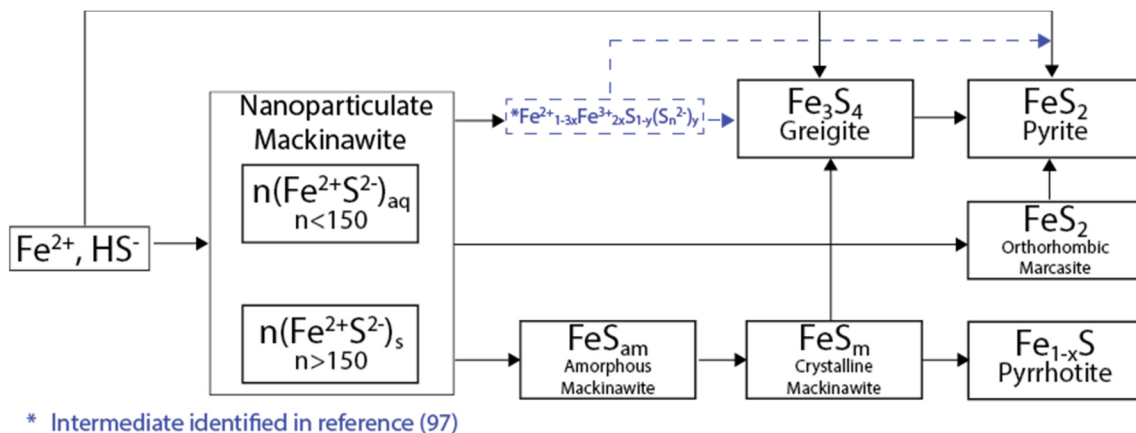 Nanoparticulate
Mackinawite
n(Fe²⁺S²⁻)aq
n<150
n(Fe²⁺S²⁻)s
n>150
Fe²⁺, HS⁻
*Fe²⁺₁₋₃ₓFe³⁺₂ₓS₁₋ᵧ(Sₙ²⁻)ᵧ
Fe₃S₄
Greigite
FeS₂
Pyrite
FeS₂
Orthorhombic
Marcasite
FeSam
Amorphous
Mackinawite
FeSm
Crystalline
Mackinawite
Fe₁₋ₓS
Pyrrhotite
* Intermediate identified in reference (97)